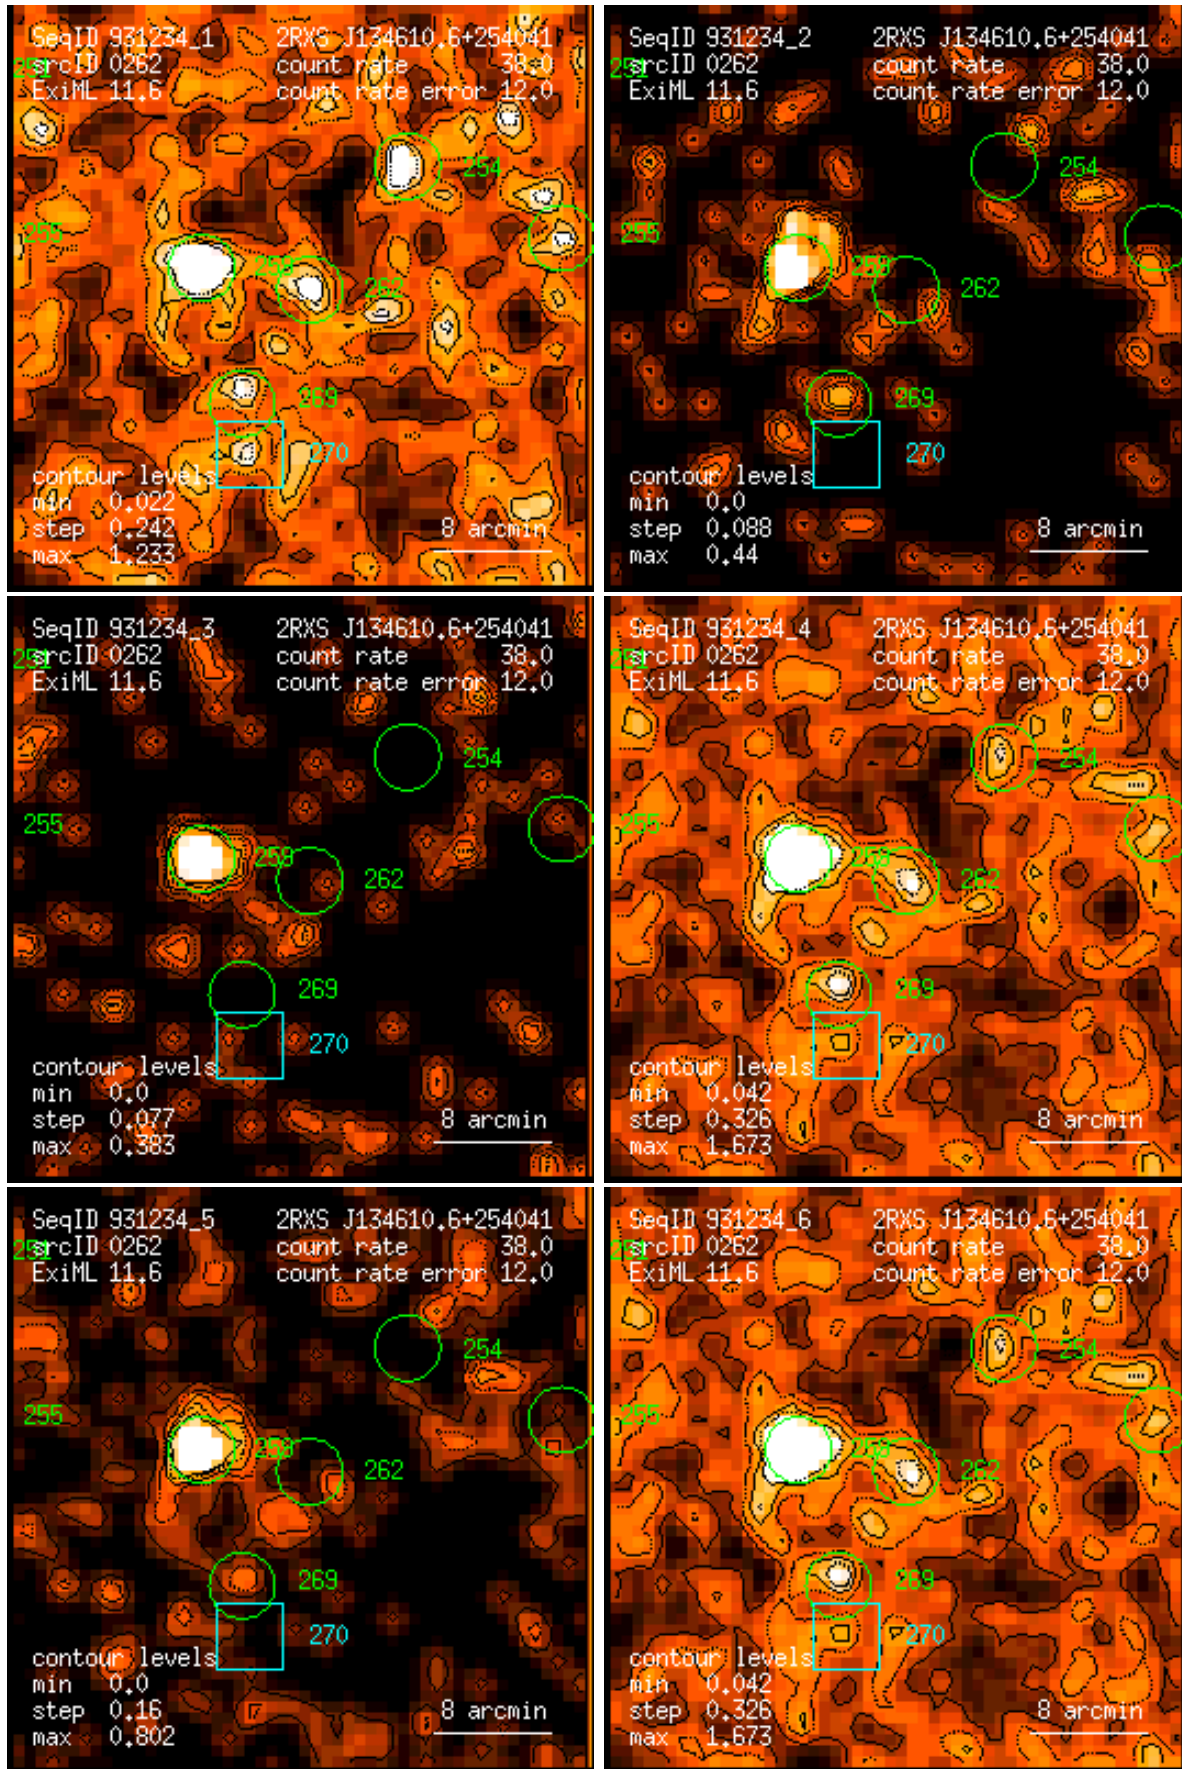 SeqID 931234_1 2RXS J134610.6+254041
251
srcID 0262 count rate 38.0
ExiML 11.6 count rate error 12.0
254
255
259
262
269
270
contour levels
min 0.022
step 0.242 8 arcmin
max 1.233
SeqID 931234_2 2RXS J134610.6+254041
251
srcID 0262 count rate 38.0
ExiML 11.6 count rate error 12.0
254
255
259
262
269
270
contour levels
min 0.0
step 0.088 8 arcmin
max 0.44
SeqID 931234_3 2RXS J134610.6+254041
251
srcID 0262 count rate 38.0
ExiML 11.6 count rate error 12.0
254
255
259
262
269
270
contour levels
min 0.0
step 0.077 8 arcmin
max 0.383
SeqID 931234_4 2RXS J134610.6+254041
251
srcID 0262 count rate 38.0
ExiML 11.6 count rate error 12.0
254
255
259
262
269
270
contour levels
min 0.042
step 0.326 8 arcmin
max 1.673
SeqID 931234_5 2RXS J134610.6+254041
251
srcID 0262 count rate 38.0
ExiML 11.6 count rate error 12.0
254
255
259
262
269
270
contour levels
min 0.0
step 0.16 8 arcmin
max 0.802
SeqID 931234_6 2RXS J134610.6+254041
251
srcID 0262 count rate 38.0
ExiML 11.6 count rate error 12.0
254
255
259
262
269
270
contour levels
min 0.042
step 0.326 8 arcmin
max 1.673